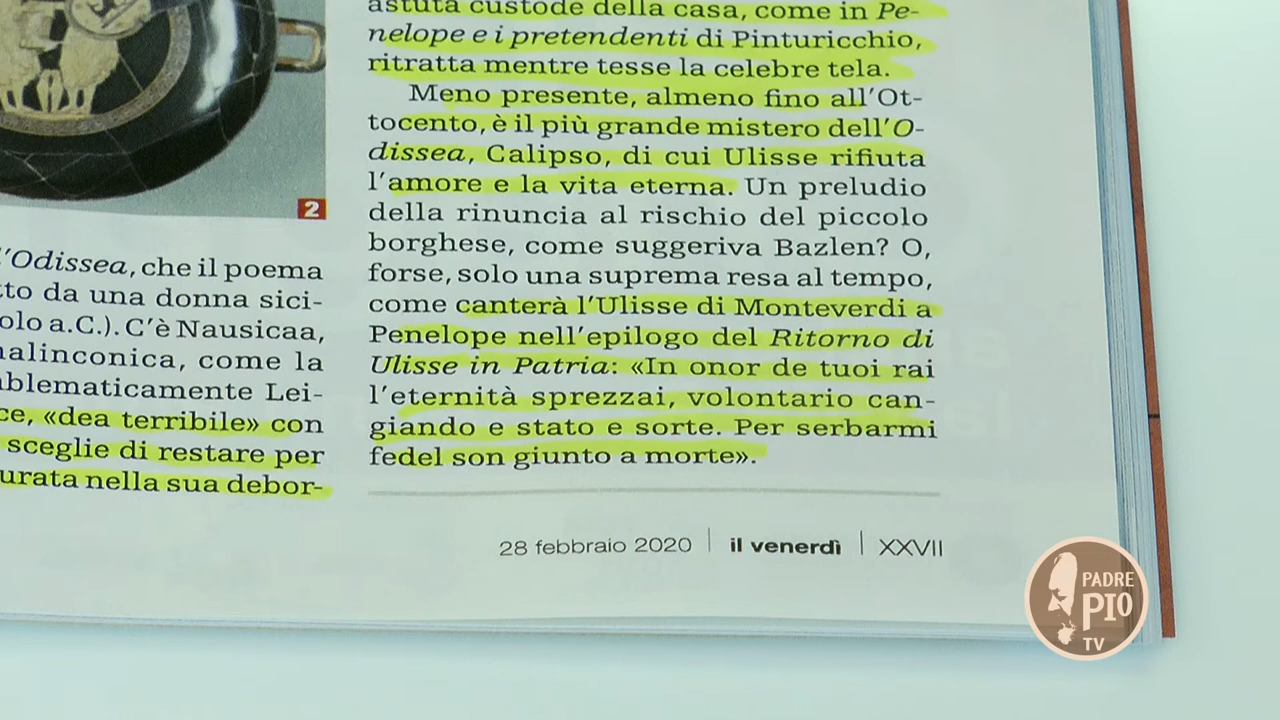 2
'Odissea, che il poema
to da una donna sici-
olo a.C.). C'è Nausicaa,
malinconica, come la
blematicamente Lei-
ce, «dea terribile» con
sceglie di restare per
urata nella sua debor-
astuta custode della casa, come in Pe-
nelope e i pretendenti di Pinturicchio,
ritratta mentre tesse la celebre tela.
Meno presente, almeno fino all'Ot-
tocento, è il più grande mistero dell'O-
dissea, Calipso, di cui Ulisse rifiuta
l'amore e la vita eterna. Un preludio
della rinuncia al rischio del piccolo
borghese, come suggeriva Bazlen? O,
forse, solo una suprema resa al tempo,
come canterà l'Ulisse di Monteverdi a
Penelope nell'epilogo del Ritorno di
Ulisse in Patria: «In onor de tuoi rai
l'eternità sprezzai, volontario can-
giando e stato e sorte. Per serbarmi
fedel son giunto a morte».
28 febbraio 2020 | il venerdì | XXVII
PADRE
PIO
TV